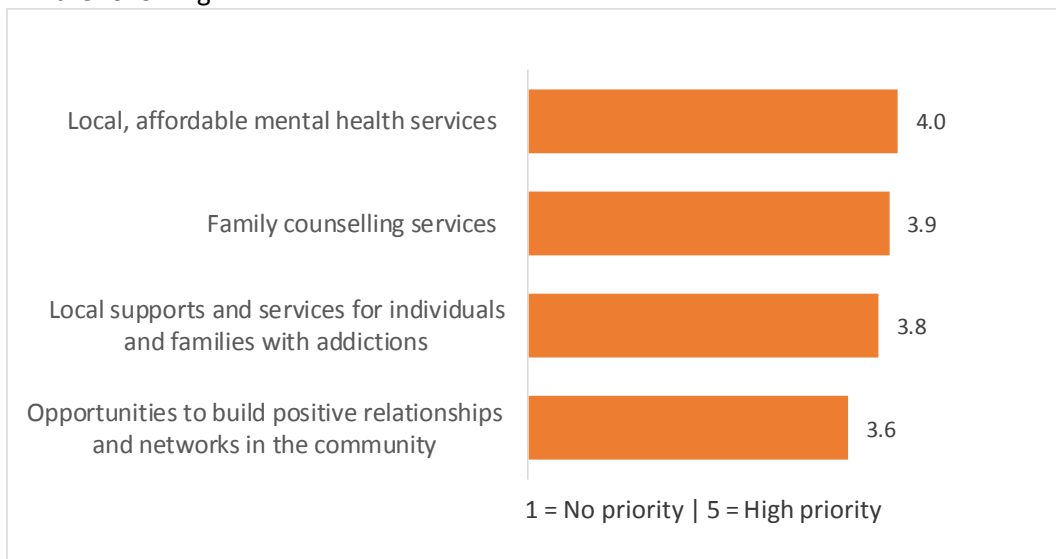 Local, affordable mental health services
4.0
Family counselling services
3.9
Local supports and services for individuals
and families with addictions
3.8
Opportunities to build positive relationships
and networks in the community
3.6
1 = No priority | 5 = High priority